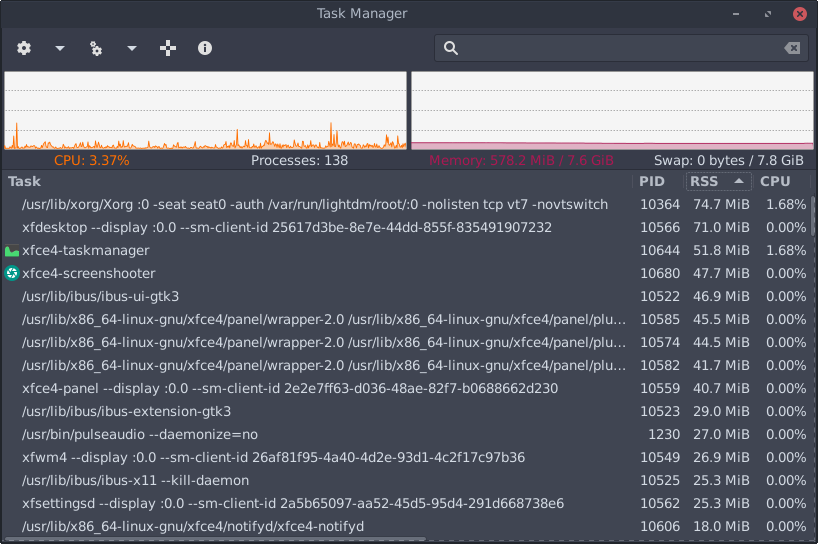 Task Manager
CPU: 3.37% Processes: 138 Memory: 578.2 MiB / 7.6 GiB Swap: 0 bytes / 7.8 GiB
Task PID RSS CPU
/usr/lib/xorg/Xorg :0 -seat seat0 -auth /var/run/lightdm/root/:0 -nolisten tcp vt7 -novtswitch 10364 74.7 MiB 1.68%
xfdesktop --display :0.0 --sm-client-id 25617d3be-8e7e-44dd-855f-835491907232 10566 71.0 MiB 0.00%
xfce4-taskmanager 10644 51.8 MiB 1.68%
xfce4-screenshooter 10680 47.7 MiB 0.00%
/usr/lib/ibus/ibus-ui-gtk3 10522 46.9 MiB 0.00%
/usr/lib/x86_64-linux-gnu/xfce4/panel/wrapper-2.0 /usr/lib/x86_64-linux-gnu/xfce4/panel/plu... 10585 45.5 MiB 0.00%
/usr/lib/x86_64-linux-gnu/xfce4/panel/wrapper-2.0 /usr/lib/x86_64-linux-gnu/xfce4/panel/plu... 10574 44.5 MiB 0.00%
/usr/lib/x86_64-linux-gnu/xfce4/panel/wrapper-2.0 /usr/lib/x86_64-linux-gnu/xfce4/panel/plu... 10582 41.7 MiB 0.00%
xfce4-panel --display :0.0 --sm-client-id 2e2e7ff63-d036-48ae-82f7-b0688662d230 10559 40.7 MiB 0.00%
/usr/lib/ibus/ibus-extension-gtk3 10523 29.0 MiB 0.00%
/usr/bin/pulseaudio --daemonize=no 1230 27.0 MiB 0.00%
xfwm4 --display :0.0 --sm-client-id 26af81f95-4a40-4d2e-93d1-4c2f17c97b36 10549 26.9 MiB 0.00%
/usr/lib/ibus/ibus-x11 --kill-daemon 10525 25.3 MiB 0.00%
xfsettingsd --display :0.0 --sm-client-id 2a5b65097-aa52-45d5-95d4-291d668738e6 10562 25.3 MiB 0.00%
/usr/lib/x86_64-linux-gnu/xfce4/notifyd/xfce4-notifyd 10606 18.0 MiB 0.00%